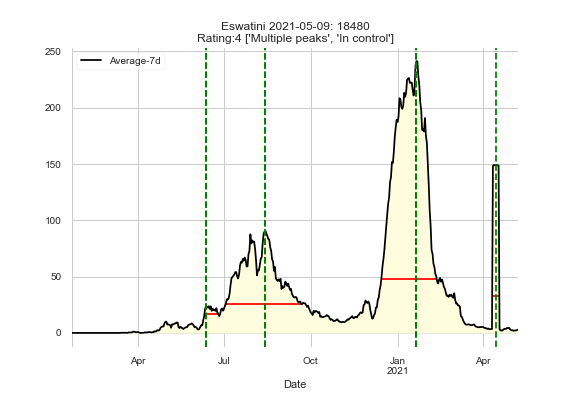 Eswatini 2021-05-09: 18480
Rating:4 ['Multiple peaks', 'In control']
Average-7d
250
200
150
100
50
0
Apr
Jul
Oct
Jan
2021
Apr
Date